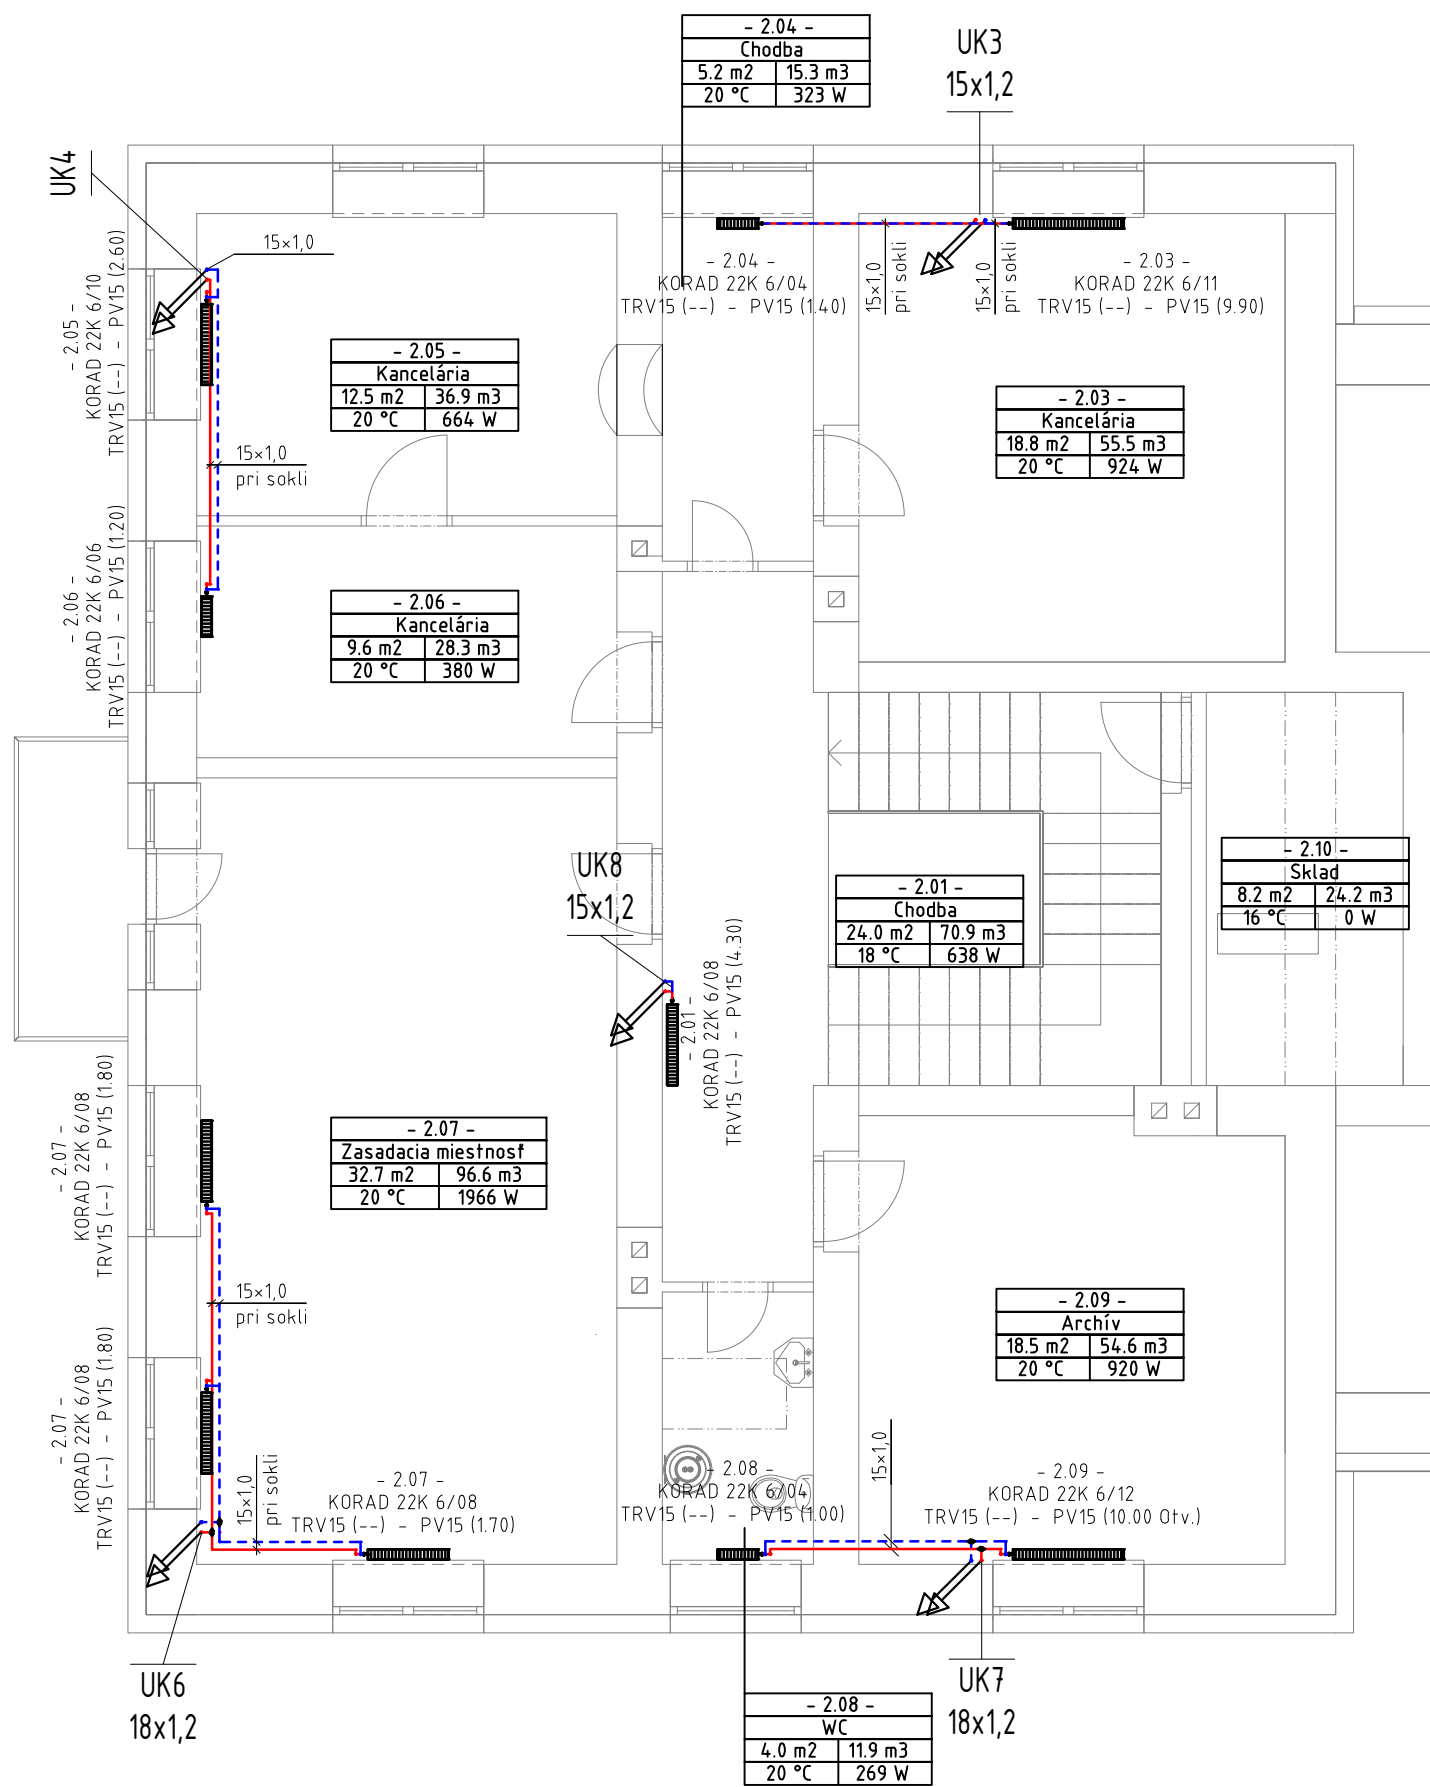 - 2.04 -
Chodba
5.2 m2 15.3 m3
20 °C 323 W
UK3
15x1,2
UK4
15×1,0
- 2.05 -
KORAD 22K 6/10
TRV15 (--) - PV15 (2.60)
- 2.04 -
KORAD 22K 6/04
TRV15 (--) - PV15 (1.40)
15×1,0
pri sokli
15×1,0
pri sokli
- 2.03 -
KORAD 22K 6/11
TRV15 (--) - PV15 (9.90)
- 2.05 -
Kancelária
12.5 m2 36.9 m3
20 °C 664 W
- 2.03 -
Kancelária
18.8 m2 55.5 m3
20 °C 924 W
15×1,0
pri sokli
- 2.06 -
KORAD 22K 6/06
TRV15 (--) - PV15 (1.20)
- 2.06 -
Kancelária
9.6 m2 28.3 m3
20 °C 380 W
UK8
15x1,2
- 2.01 -
Chodba
24.0 m2 70.9 m3
18 °C 638 W
- 2.10 -
Sklad
8.2 m2 24.2 m3
16 °C 0 W
- 2.01 -
KORAD 22K 6/08
TRV15 (--) - PV15 (4.30)
- 2.07 -
KORAD 22K 6/08
TRV15 (--) - PV15 (1.80)
- 2.07 -
Zasadacia miestnosť
32.7 m2 96.6 m3
20 °C 1966 W
15×1,0
pri sokli
- 2.09 -
Archív
18.5 m2 54.6 m3
20 °C 920 W
- 2.07 -
KORAD 22K 6/08
TRV15 (--) - PV15 (1.80)
15×1,0
pri sokli
- 2.07 -
KORAD 22K 6/08
TRV15 (--) - PV15 (1.70)
- 2.08 -
KORAD 22K 6/04
TRV15 (--) - PV15 (1.00)
15×1,0
- 2.09 -
KORAD 22K 6/12
TRV15 (--) - PV15 (10.00 Otv.)
UK6
18x1,2
UK7
18x1,2
- 2.08 -
WC
4.0 m2 11.9 m3
20 °C 269 W